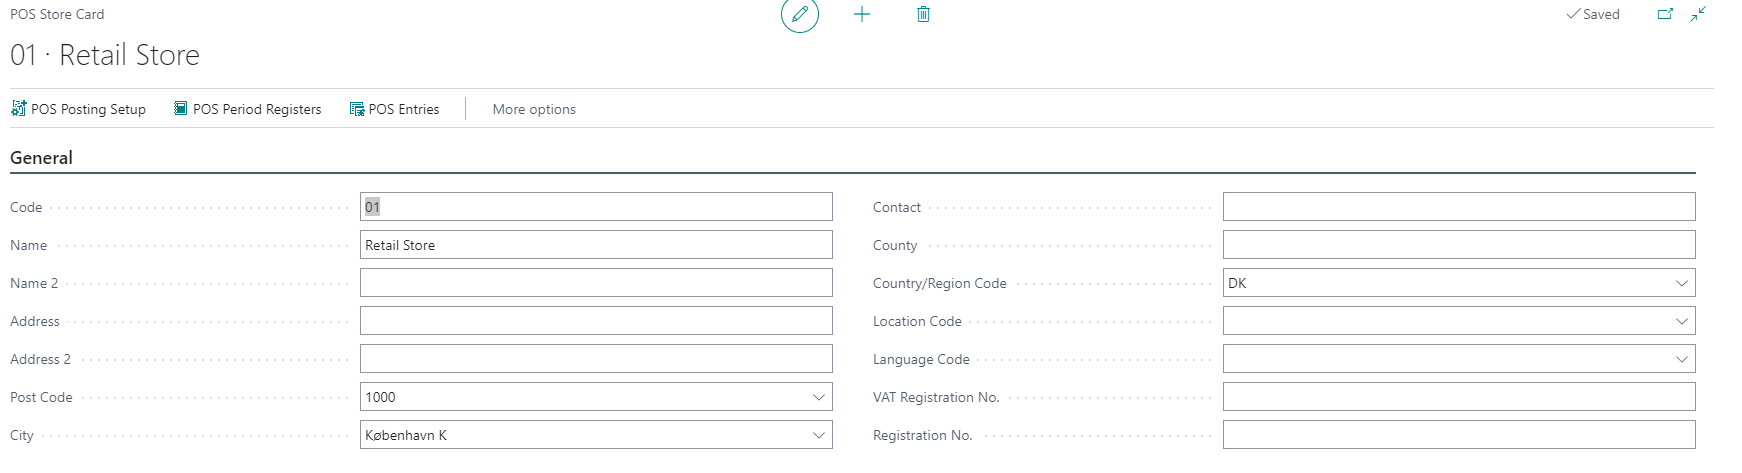 POS Store Card
Saved
01 · Retail Store
POS Posting Setup POS Period Registers POS Entries More options
General
Code 01
Name Retail Store
Name 2
Address
Address 2
Post Code 1000
City København K
Contact
County
Country/Region Code DK
Location Code
Language Code
VAT Registration No.
Registration No.